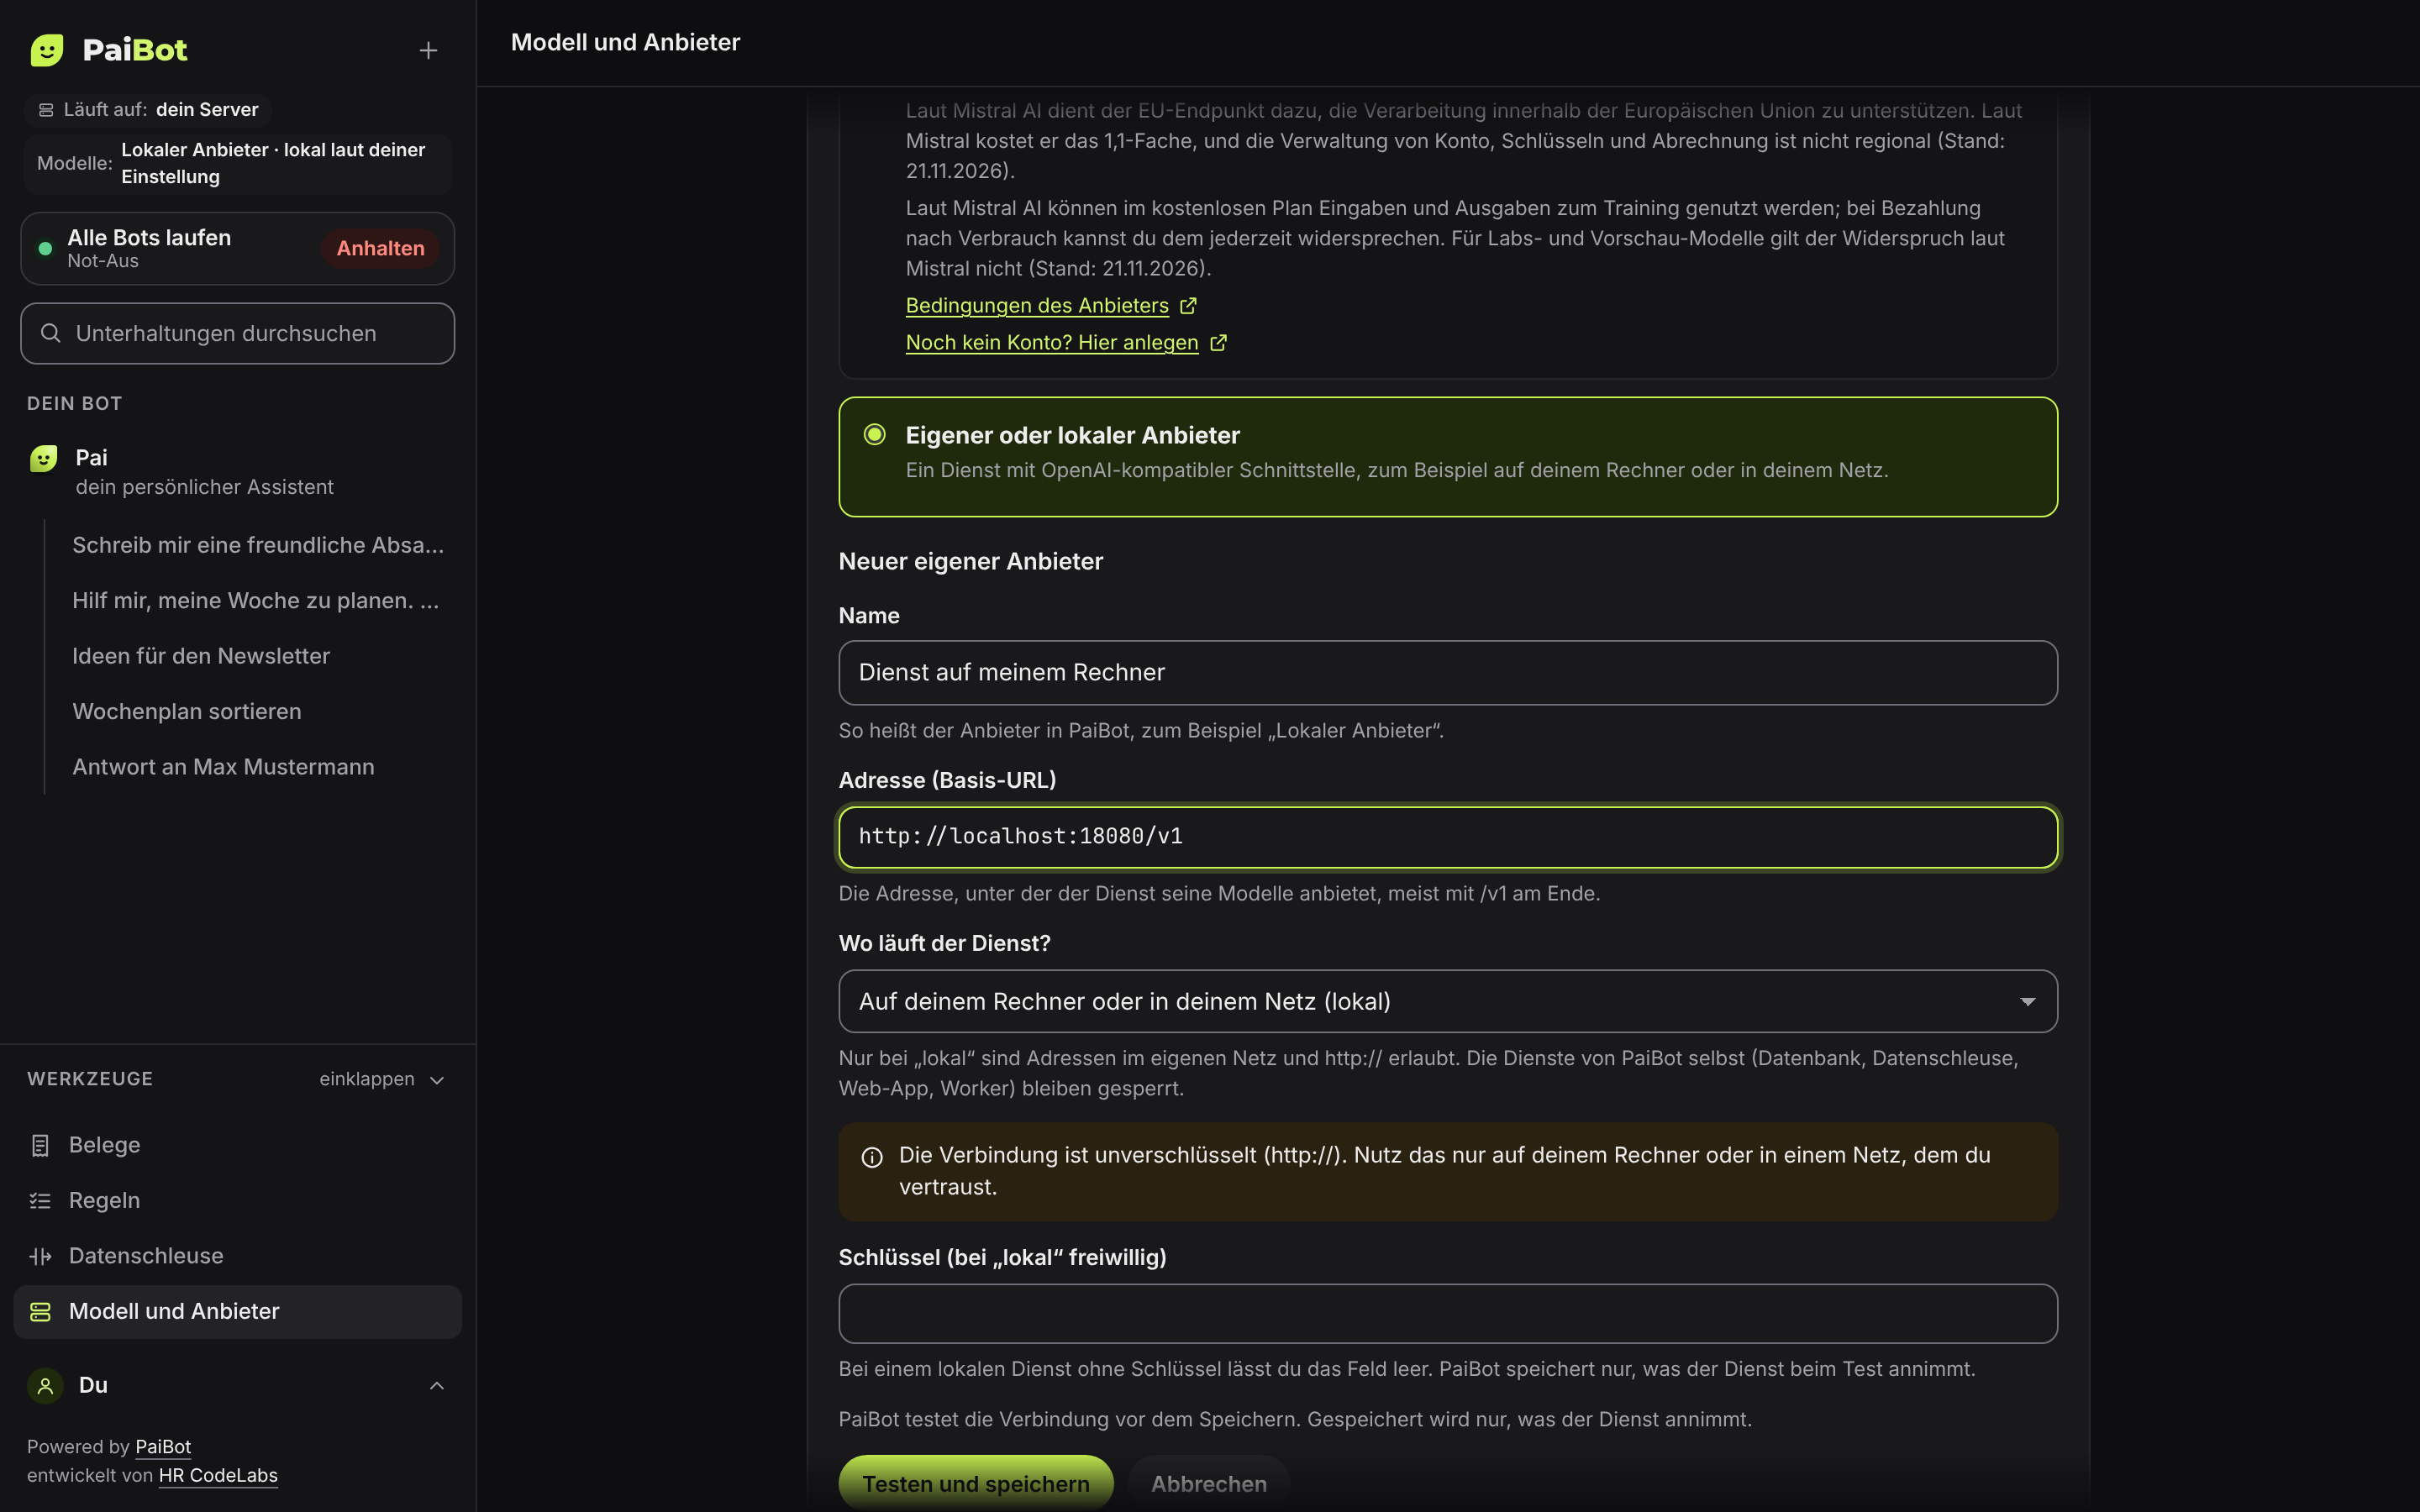 PaiBot
Läuft auf: dein Server
Modelle: Lokaler Anbieter · lokal laut deiner
Einstellung
Alle Bots laufen
Not-Aus
Anhalten
Unterhaltungen durchsuchen
DEIN BOT
Pai
dein persönlicher Assistent
Schreib mir eine freundliche Absa...
Hilf mir, meine Woche zu planen. ...
Ideen für den Newsletter
Wochenplan sortieren
Antwort an Max Mustermann
WERKZEUGE
einklappen
Belege
Regeln
Datenschleuse
Modell und Anbieter
Du
Powered by PaiBot
entwickelt von HR CodeLabs
Modell und Anbieter
Laut Mistral AI dient der EU-Endpunkt dazu, die Verarbeitung innerhalb der Europäischen Union zu unterstützen. Laut
Mistral kostet er das 1,1-Fache, und die Verwaltung von Konto, Schlüsseln und Abrechnung ist nicht regional (Stand:
21.11.2026).
Laut Mistral AI können im kostenlosen Plan Eingaben und Ausgaben zum Training genutzt werden; bei Bezahlung
nach Verbrauch kannst du dem jederzeit widersprechen. Für Labs- und Vorschau-Modelle gilt der Widerspruch laut
Mistral nicht (Stand: 21.11.2026).
Bedingungen des Anbieters
Noch kein Konto? Hier anlegen
Eigener oder lokaler Anbieter
Ein Dienst mit OpenAI-kompatibler Schnittstelle, zum Beispiel auf deinem Rechner oder in deinem Netz.
Neuer eigener Anbieter
Name
Dienst auf meinem Rechner
So heißt der Anbieter in PaiBot, zum Beispiel „Lokaler Anbieter“.
Adresse (Basis-URL)
http://localhost:18080/v1
Die Adresse, unter der der Dienst seine Modelle anbietet, meist mit /v1 am Ende.
Wo läuft der Dienst?
Auf deinem Rechner oder in deinem Netz (lokal)
Nur bei „lokal“ sind Adressen im eigenen Netz und http:// erlaubt. Die Dienste von PaiBot selbst (Datenbank, Datenschleuse,
Web-App, Worker) bleiben gesperrt.
Die Verbindung ist unverschlüsselt (http://). Nutz das nur auf deinem Rechner oder in einem Netz, dem du
vertraust.
Schlüssel (bei „lokal“ freiwillig)
Bei einem lokalen Dienst ohne Schlüssel lässt du das Feld leer. PaiBot speichert nur, was der Dienst beim Test annimmt.
PaiBot testet die Verbindung vor dem Speichern. Gespeichert wird nur, was der Dienst annimmt.
Testen und speichern
Abbrechen